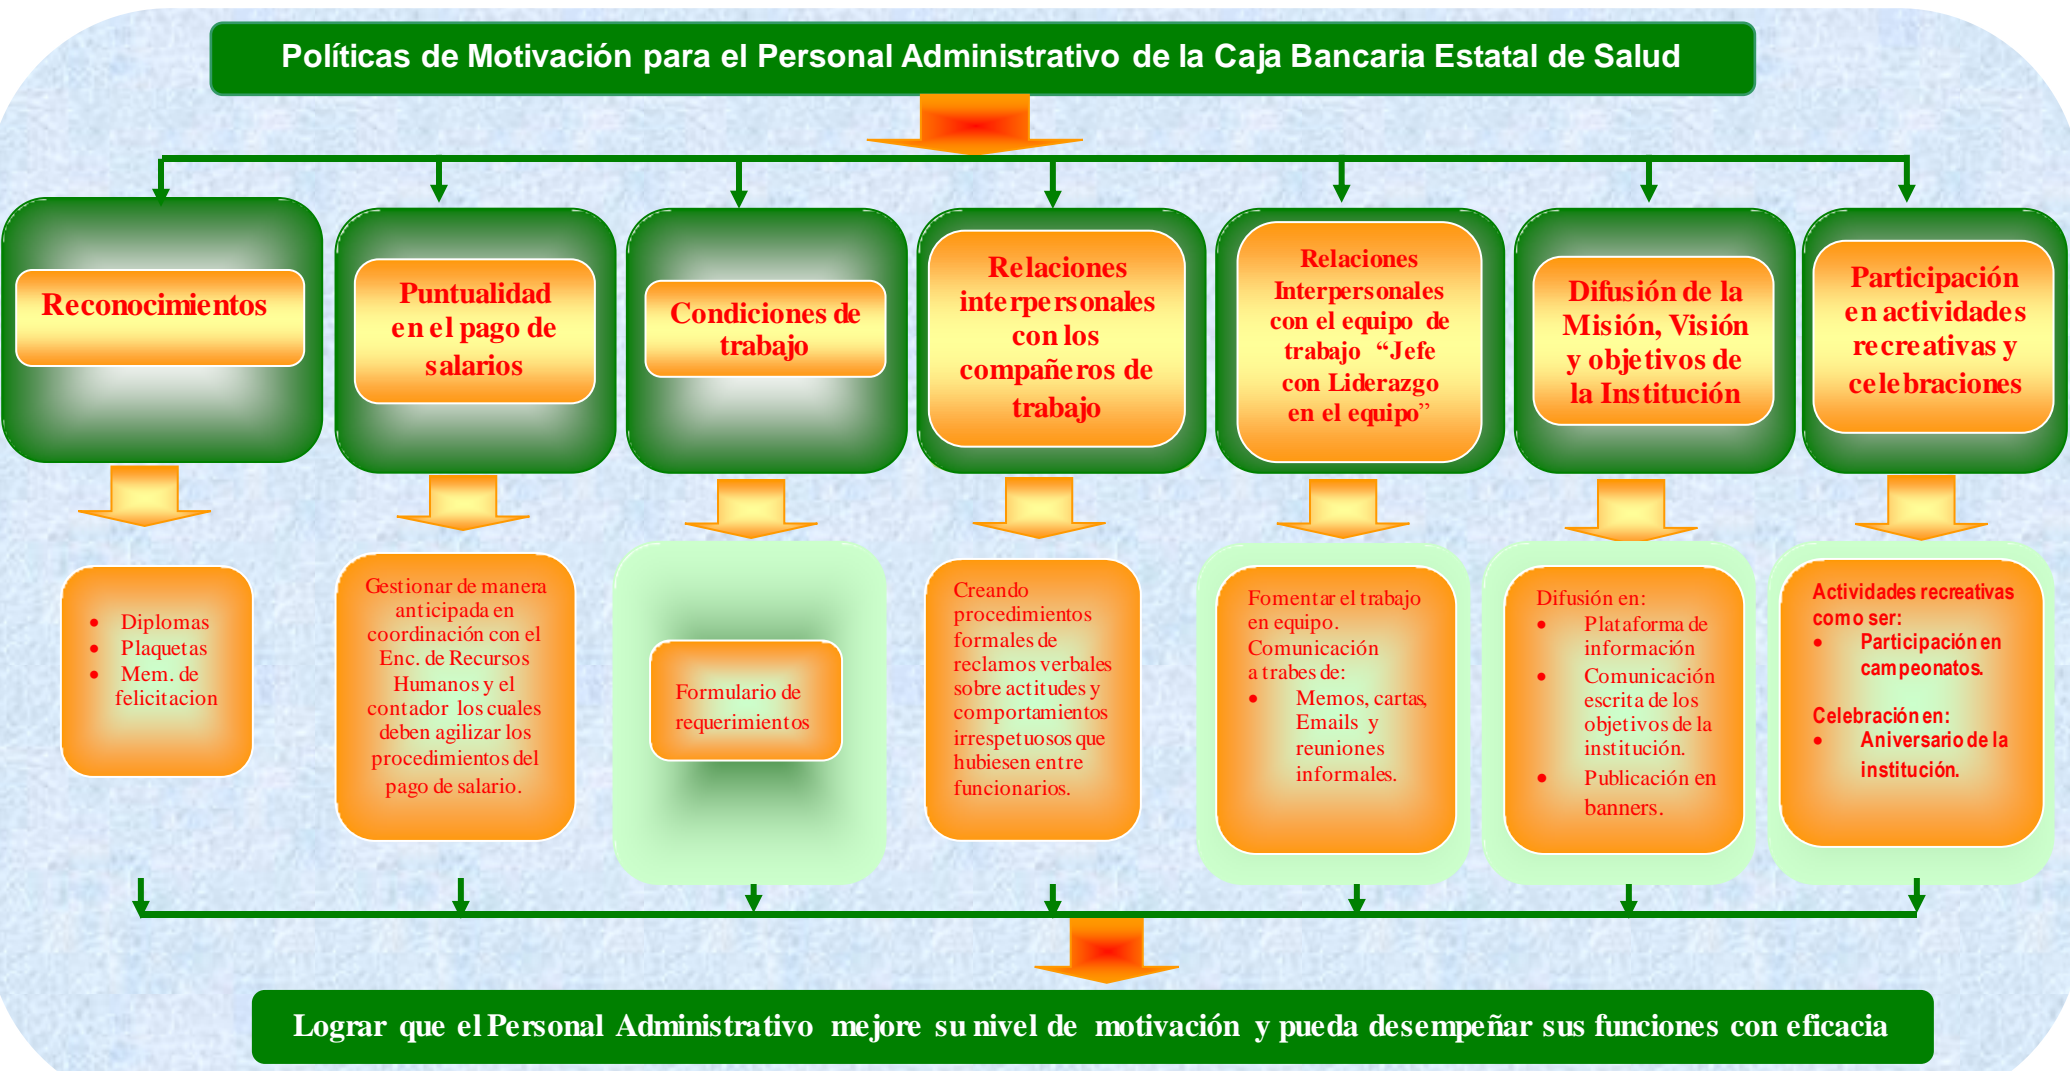 Políticas de Motivación para el Personal Administrativo de la Caja Bancaria Estatal de Salud
Reconocimientos
Puntualidad
en el pago de
salarios
Condiciones de
trabajo
Relaciones
interpersonales
con los
compañeros de
trabajo
Relaciones
Interpersonales
con el equipo de
trabajo “Jefe
con Liderazgo
en el equipo”
Difusión de la
Misión, Visión
y objetivos de
la Institución
Participación
en actividades
recreativas y
celebraciones
• Diplomas
• Plaquetas
• Mem. de
felicitacion
Gestionar de manera
anticipada en
coordinación con el
Enc. de Recursos
Humanos y el
contador los cuales
deben agilizar los
procedimientos del
pago de salario.
Formulario de
requerimientos
Creando
procedimientos
formales de
reclamos verbales
sobre actitudes y
comportamientos
irrespetuosos que
hubiesen entre
funcionarios.
Fomentar el trabajo
en equipo.
Comunicación
a trabes de:
• Memos, cartas,
Emails y
reuniones
informales.
Difusión en:
• Plataforma de
información
• Comunicación
escrita de los
objetivos de la
institución.
• Publicación en
banners.
Actividades recreativas
como ser:
• Participación en
campeonatos.
Celebración en:
• Aniversario de la
institución.
Lograr que el Personal Administrativo mejore su nivel de motivación y pueda desempeñar sus funciones con eficacia